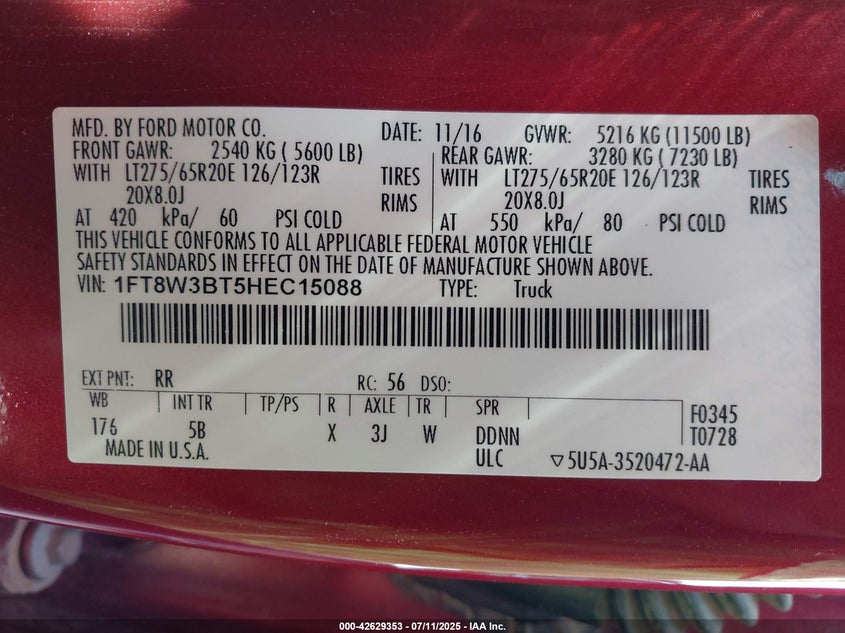 MFD. BY FORD MOTOR CO. DATE: 11/16 GVWR: 5216 KG (11500 LB)
FRONT GAWR: 2540 KG ( 5600 LB) REAR GAWR: 3280 KG ( 7230 LB)
WITH LT275/65R20E 126/123R TIRES WITH LT275/65R20E 126/123R TIRES
20X8.0J RIMS 20X8.0J RIMS
AT 420 kPa/ 60 PSI COLD AT 550 kPa/ 80 PSI COLD
THIS VEHICLE CONFORMS TO ALL APPLICABLE FEDERAL MOTOR VEHICLE
SAFETY STANDARDS IN EFFECT ON THE DATE OF MANUFACTURE SHOWN ABOVE.
VIN: 1FT8W3BT5HEC15088 TYPE: Truck
EXT PNT: RR RC: 56 DSO:
WB INT TR TP/PS R AXLE TR SPR F0345
176 5B X 3J W DDNN T0728
MADE IN U.S.A. ULC ▽5U5A-3520472-AA
000-42629353 - 07/11/2025 - IAA Inc.